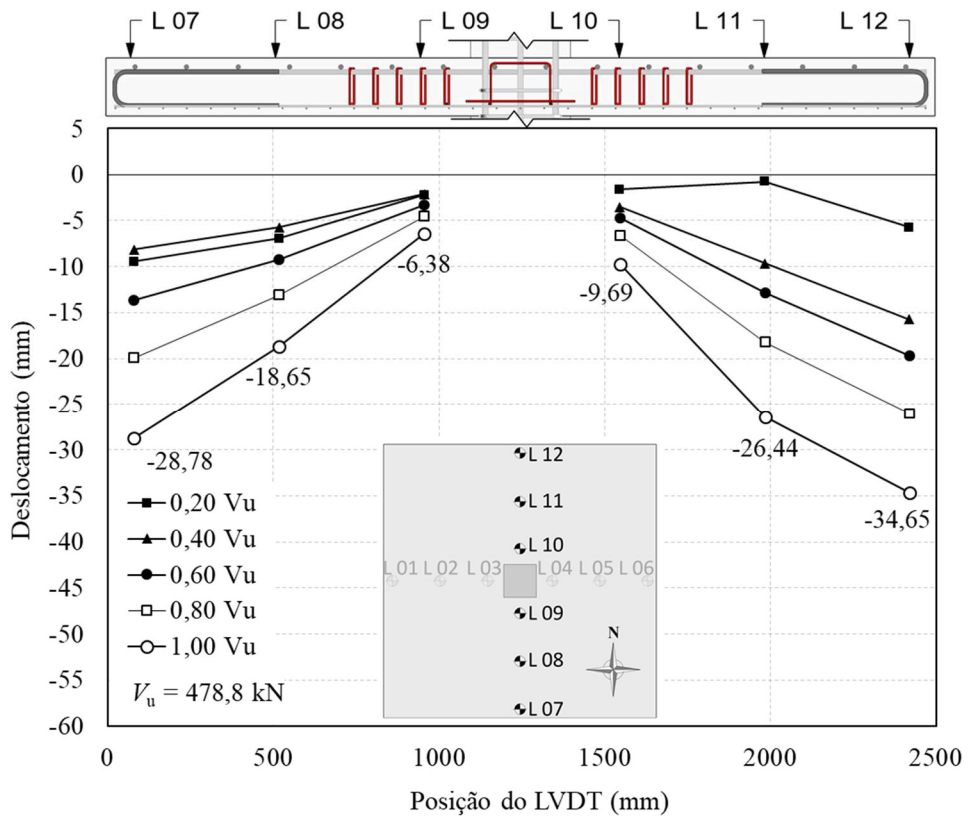 L 07 L 08 L 09 L 10 L 11 L 12
5
0
-5
-10
-15
-20
-25
-30
-35
-40
-45
-50
-55
-60
Deslocamento (mm)
-6,38
-18,65
-28,78
-9,69
-26,44
-34,65
0,20 Vu
0,40 Vu
0,60 Vu
0,80 Vu
1,00 Vu
Vu = 478,8 kN
L 12
L 11
L 10
L 01 L 02 L 03 L 04 L 05 L 06
L 09
L 08
L 07
N
0 500 1000 1500 2000 2500
Posição do LVDT (mm)